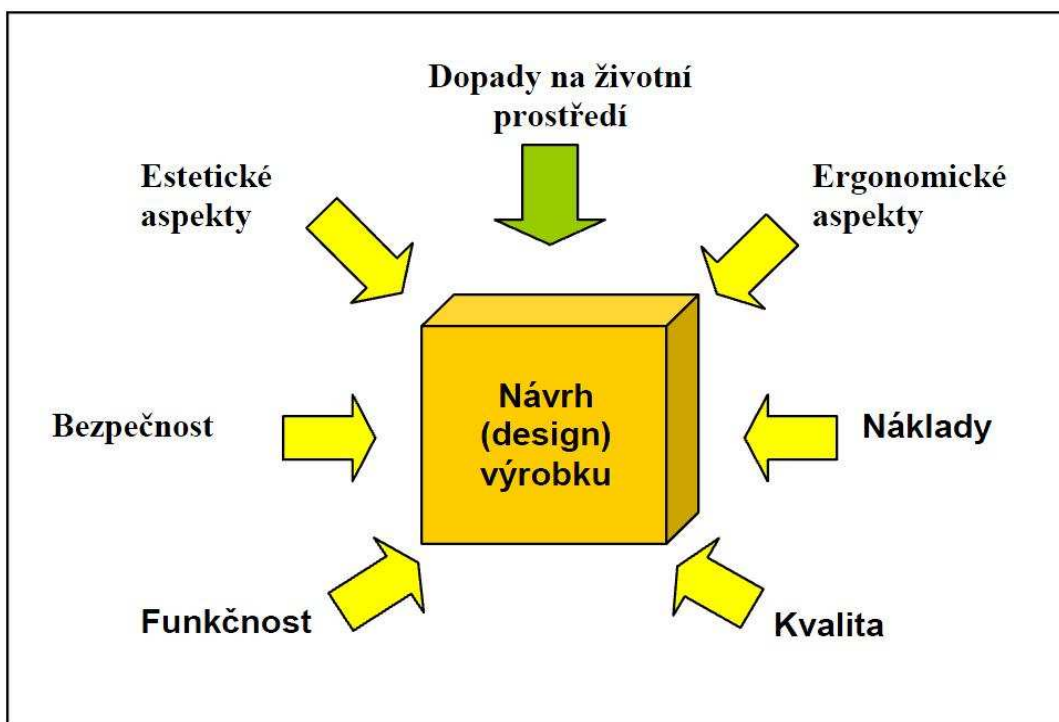 Dopady na životní
prostředí
Estetické
aspekty
Ergonomické
aspekty
Bezpečnost
Návrh
(design)
výrobku
Náklady
Funkčnost
Kvalita